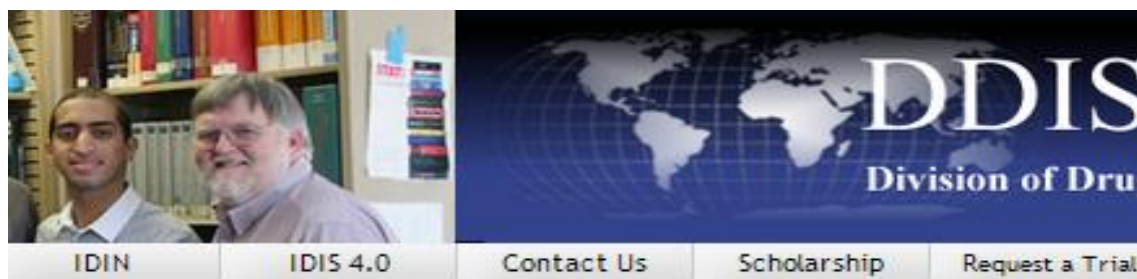 DDIS
Division of Dru
IDIN
IDIS 4.0
Contact Us
Scholarship
Request a Trial